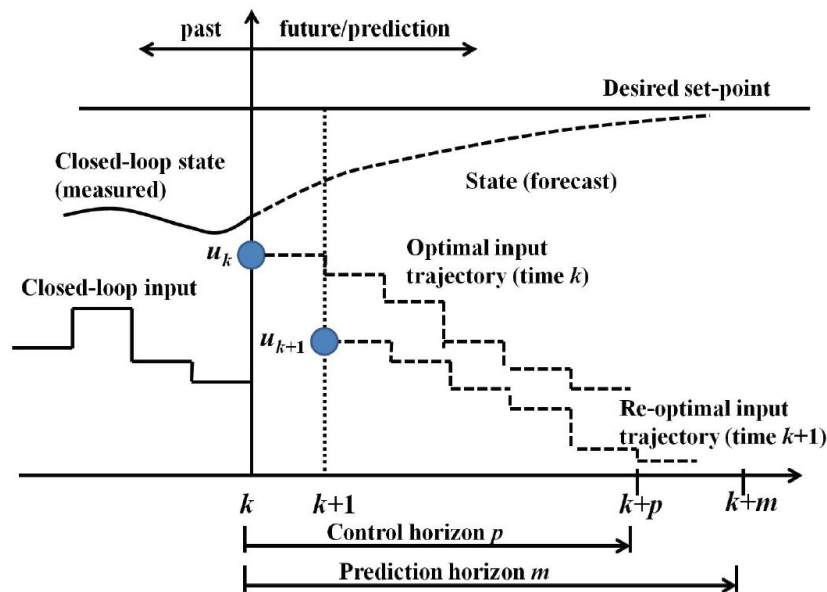 past
future/prediction
Desired set-point
Closed-loop state
(measured)
State (forecast)
u_k
Optimal input
trajectory (time k)
Closed-loop input
u_{k+1}
Re-optimal input
trajectory (time k+1)
k
k+1
k+p
k+m
Control horizon p
Prediction horizon m